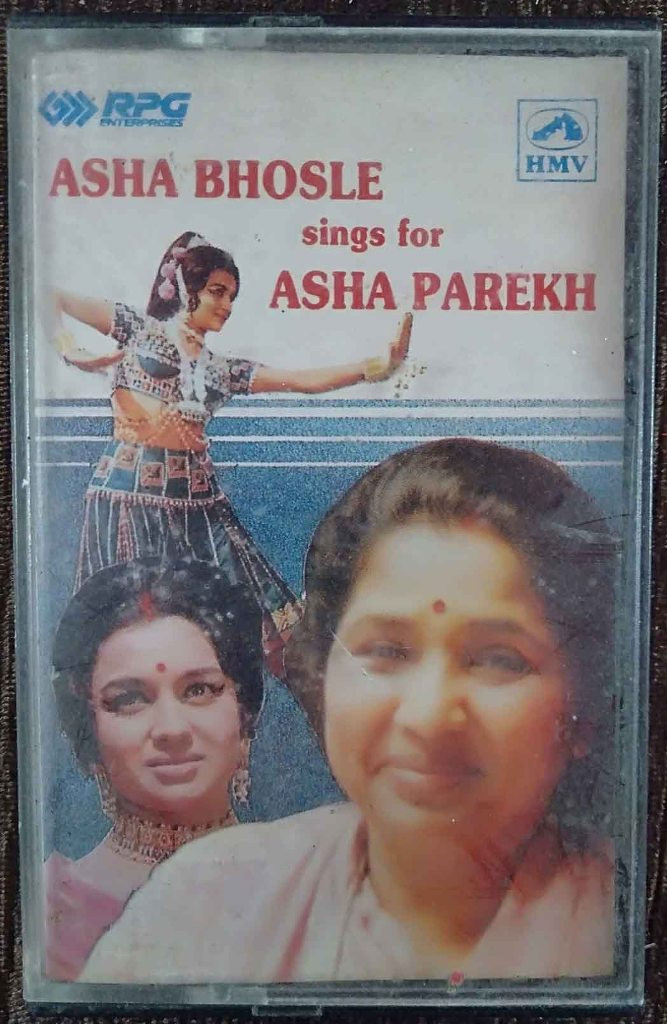 RPG
ENTERPRISES
HMV
ASHA BHOSLE
sings for
ASHA PAREKH